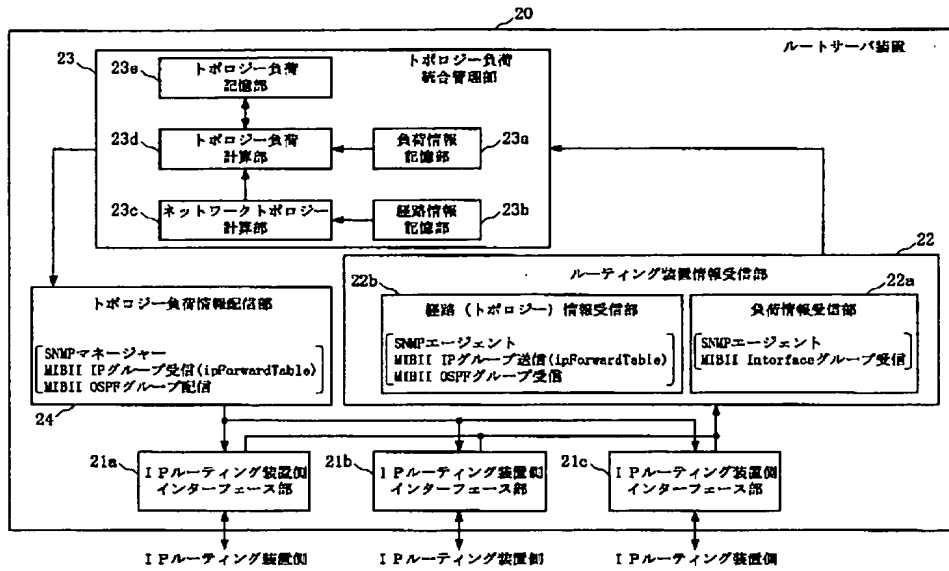 20
ルートサーバ装置
23
トポロジー負荷
統合管理部
23e
トポロジー負荷
記憶部
23d
トポロジー負荷
計算部
負荷情報
記憶部
23a
23c
ネットワークトポロジー
計算部
経路情報
記憶部
23b
22
ルーティング装置情報受信部
トポロジー負荷情報配信部
SNMPマネージャー
MIBII IPグループ受信(ipForwardTable)
MIBII OSPFグループ配信
24
22b
経路(トポロジー)情報受信部
SNMPエージェント
MIBII IPグループ送信(ipForwardTable)
MIBII OSPFグループ受信
22a
負荷情報受信部
SNMPエージェント
MIBII Interfaceグループ受信
21a
IPルーティング装置側
インターフェース部
21b
IPルーティング装置側
インターフェース部
21c
IPルーティング装置側
インターフェース部
IPルーティング装置側
IPルーティング装置側
IPルーティング装置側